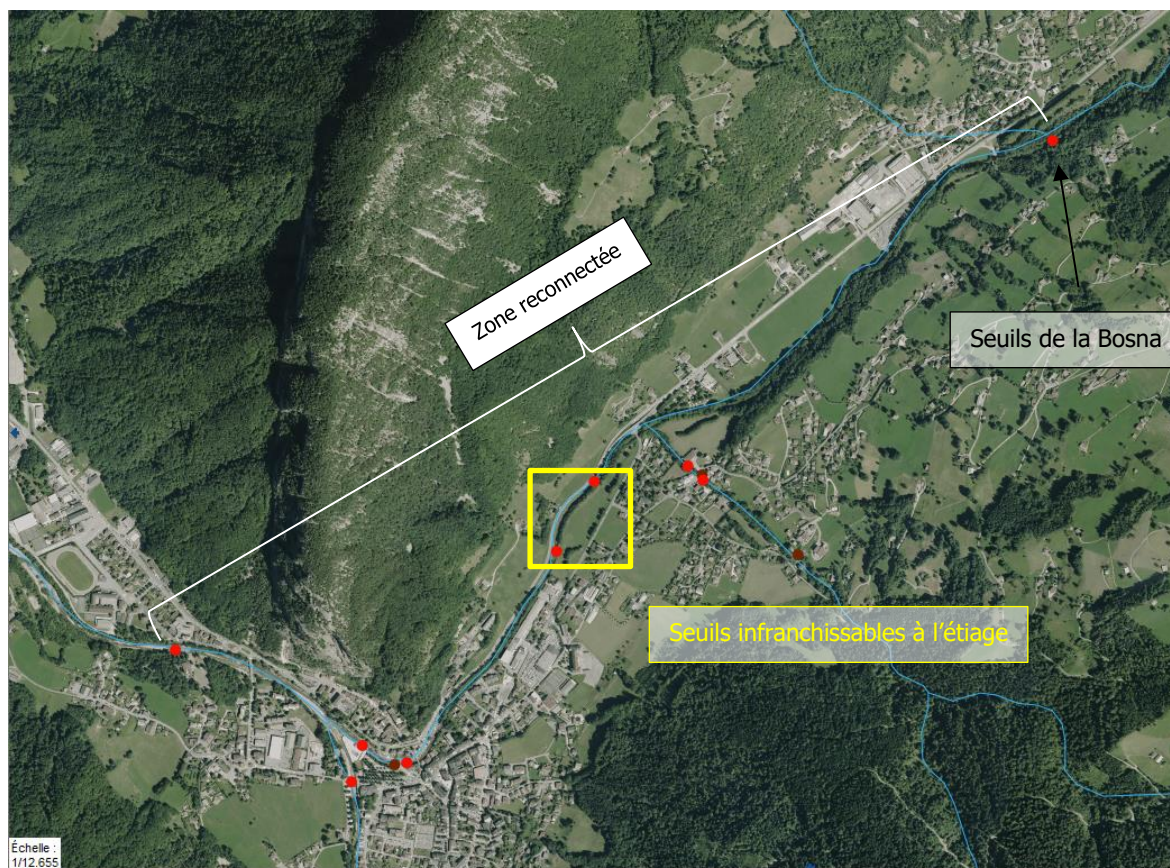 Zone reconnectée
Seuils de la Bosna
Seuils infranchissables à l'étiage
Échelle :
1/12.655